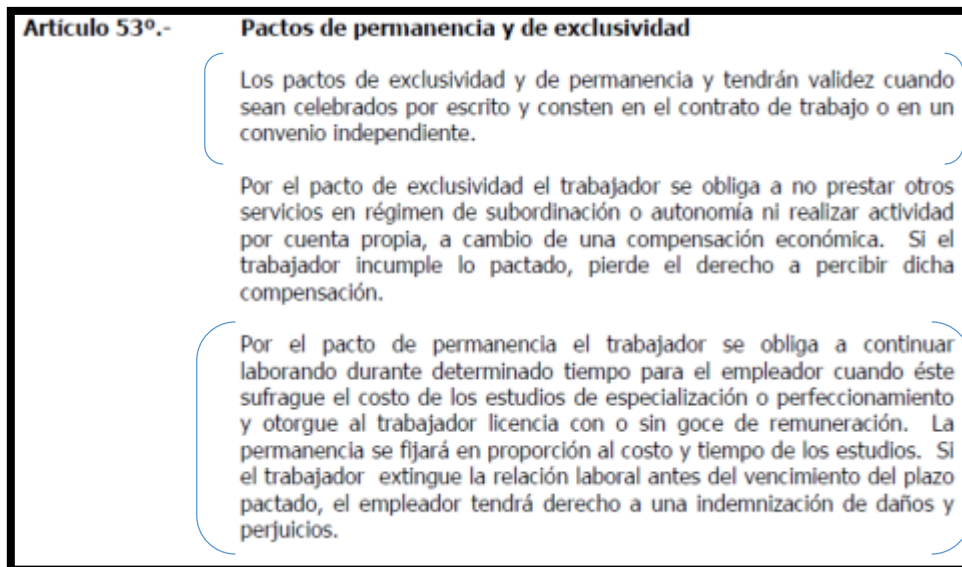 Artículo 53º.- Pactos de permanencia y de exclusividad
Los pactos de exclusividad y de permanencia y tendrán validez cuando
sean celebrados por escrito y consten en el contrato de trabajo o en un
convenio independiente.
Por el pacto de exclusividad el trabajador se obliga a no prestar otros
servicios en régimen de subordinación o autonomía ni realizar actividad
por cuenta propia, a cambio de una compensación económica. Si el
trabajador incumple lo pactado, pierde el derecho a percibir dicha
compensación.
Por el pacto de permanencia el trabajador se obliga a continuar
laborando durante determinado tiempo para el empleador cuando éste
sufrague el costo de los estudios de especialización o perfeccionamiento
y otorgue al trabajador licencia con o sin goce de remuneración. La
permanencia se fijará en proporción al costo y tiempo de los estudios. Si
el trabajador extingue la relación laboral antes del vencimiento del plazo
pactado, el empleador tendrá derecho a una indemnización de daños y
perjuicios.